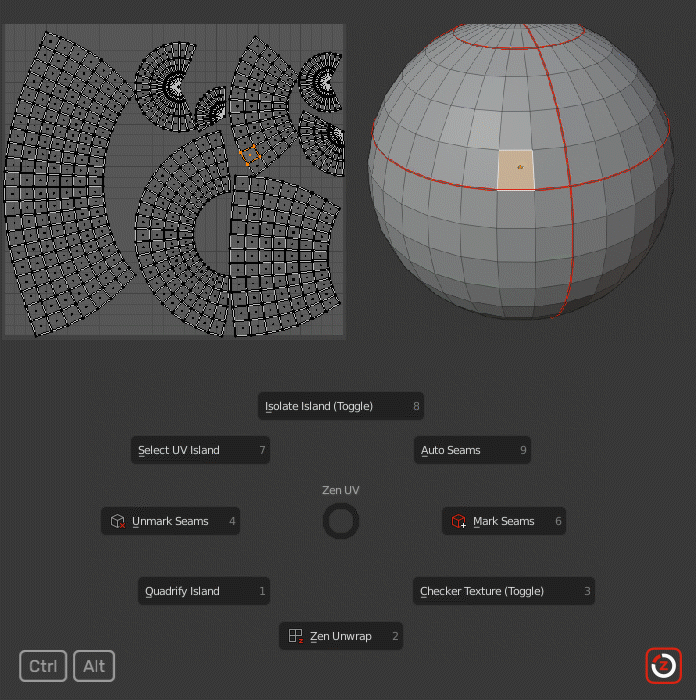 Isolate Island (Toggle) 8
Select UV Island 7
Auto Seams 9
Zen UV
Unmark Seams 4
Mark Seams 6
Quadrify Island 1
Checker Texture (Toggle) 3
Zen Unwrap 2
Ctrl Alt
Z